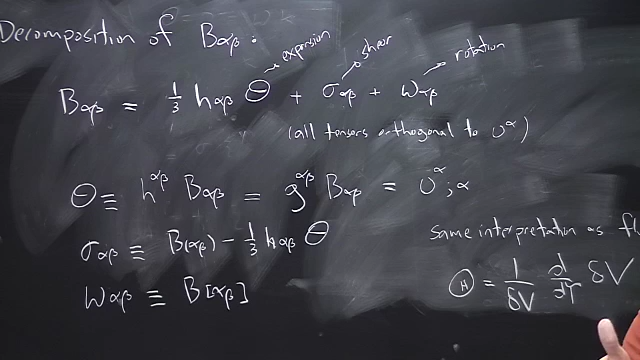 Decomposition of Bαβ:
→ expansion
shear
rotation
Bαβ = 1/3 hαβ Θ + σαβ + ωαβ
(all tensors orthogonal to υ^α)
Θ ≡ h^αβ Bαβ = g^αβ Bαβ = υ^α;α
σαβ ≡ B(αβ) − 1/3 hαβ Θ
same interpretation as
ωαβ ≡ B[αβ]
Θ = 1/δV d/dτ δV